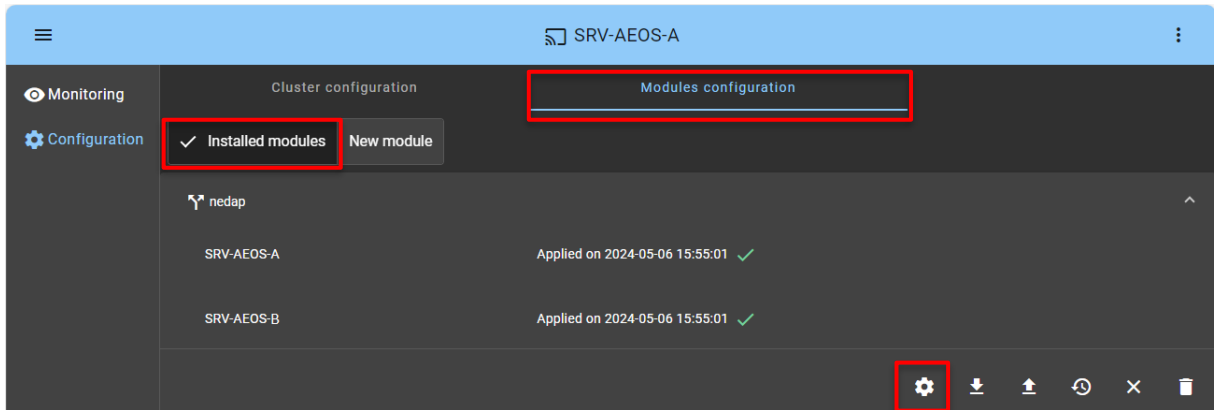 SRV-AEOS-A
Monitoring
Cluster configuration
Modules configuration
Configuration
Installed modules
New module
nedap
SRV-AEOS-A
Applied on 2024-05-06 15:55:01
SRV-AEOS-B
Applied on 2024-05-06 15:55:01